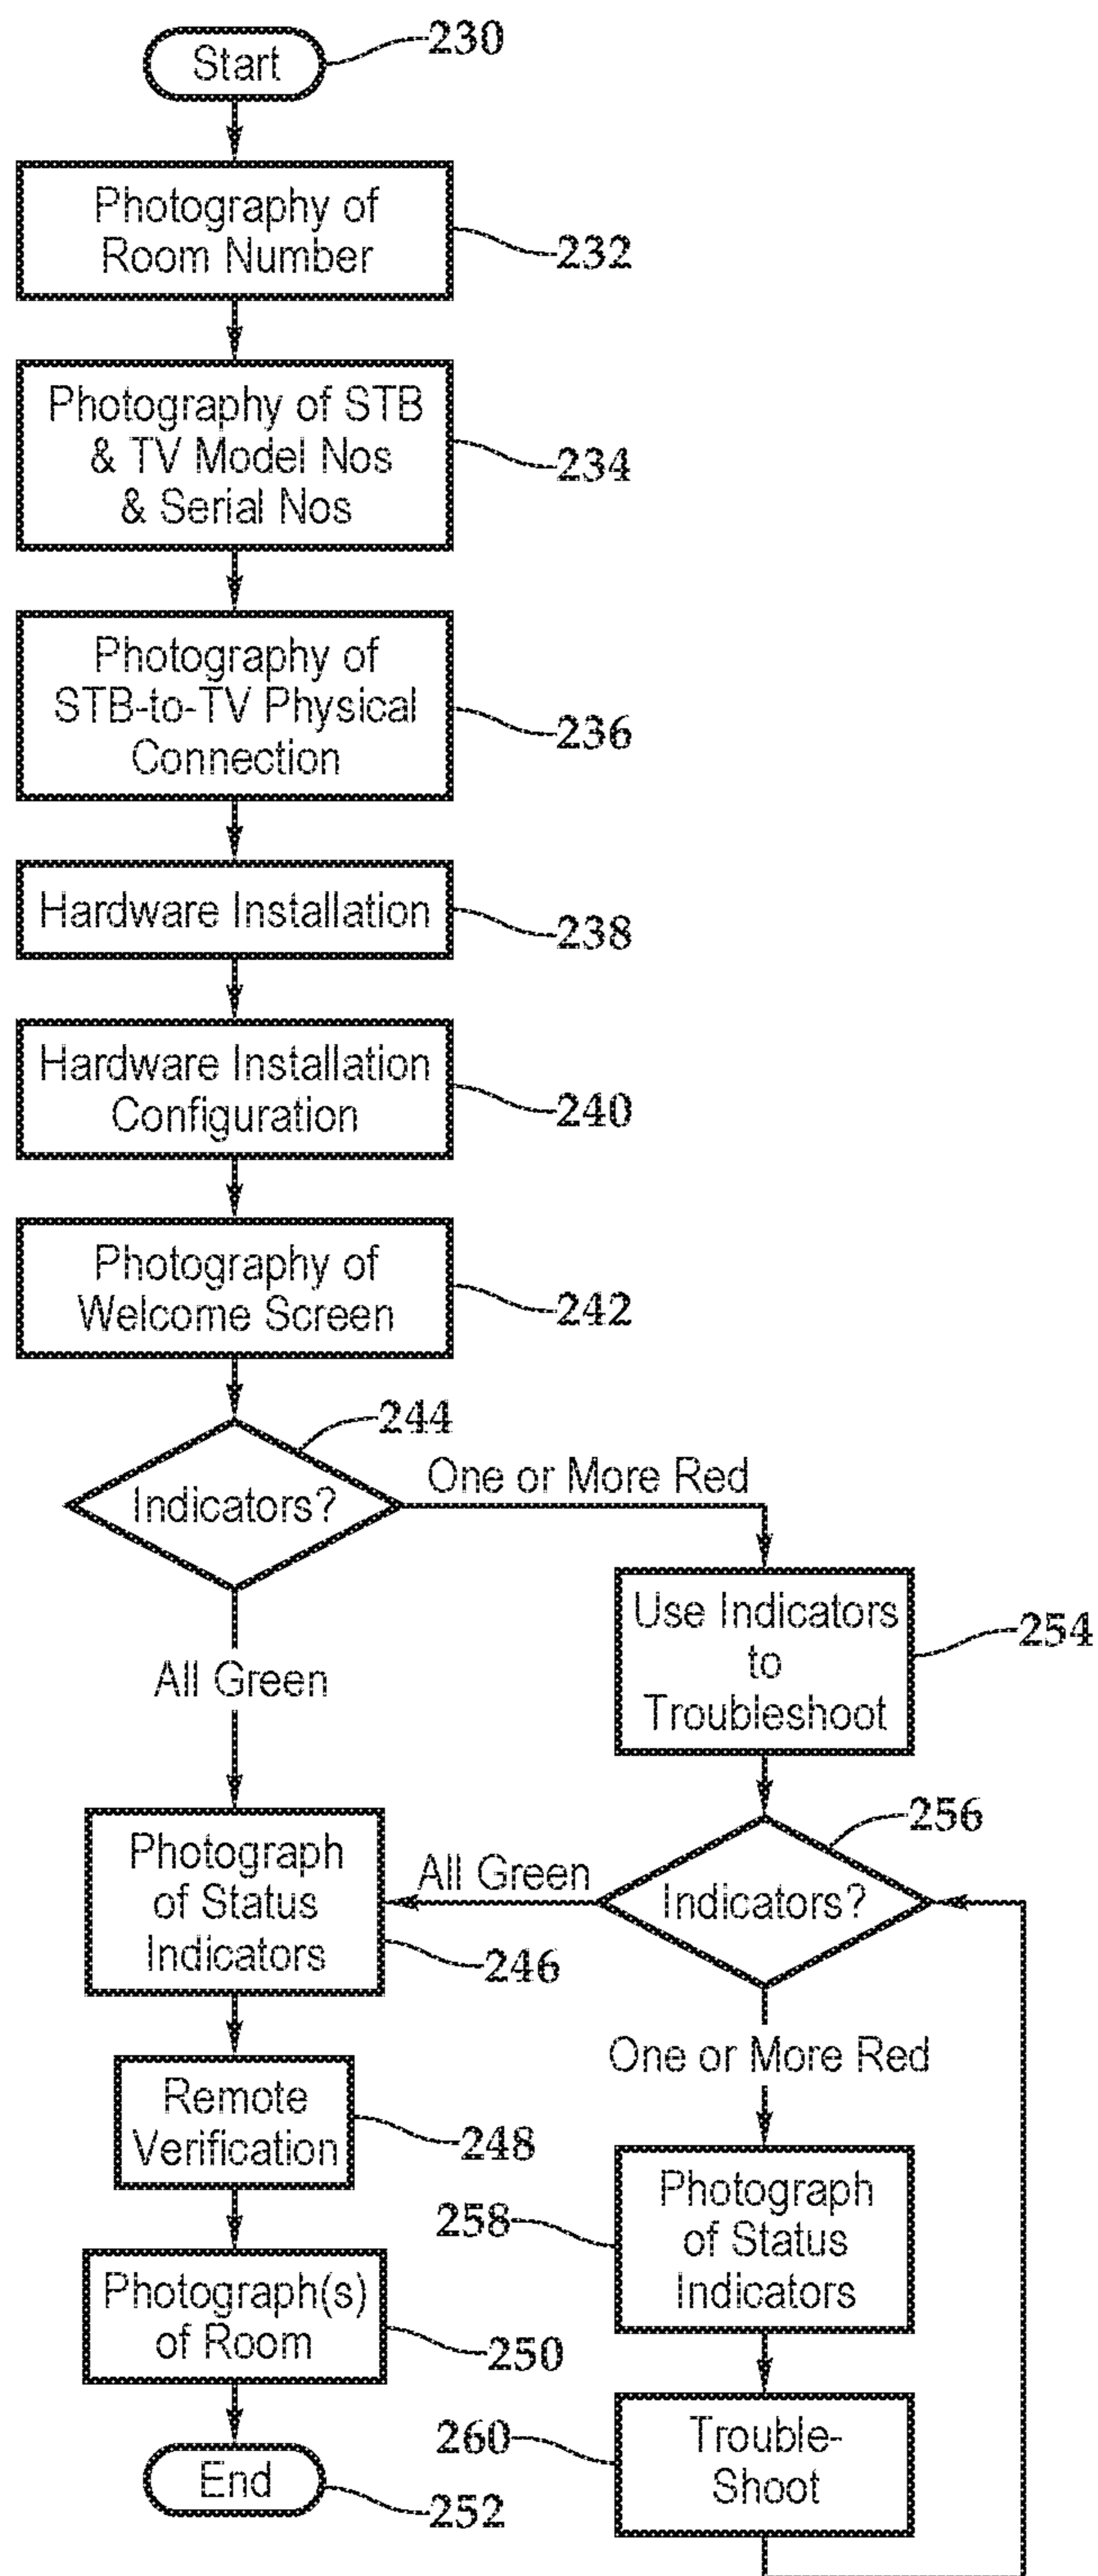 Start
230
Photography of
Room Number
232
Photography of STB
& TV Model Nos
& Serial Nos
234
Photography of
STB-to-TV Physical
Connection
236
Hardware Installation
238
Hardware Installation
Configuration
240
Photography of
Welcome Screen
242
244
Indicators?
One or More Red
All Green
Use Indicators
to
Troubleshoot
254
256
Indicators?
All Green
Photograph
of Status
Indicators
246
One or More Red
Remote
Verification
248
258
Photograph
of Status
Indicators
Photograph(s)
of Room
250
260
Trouble-
Shoot
End
252